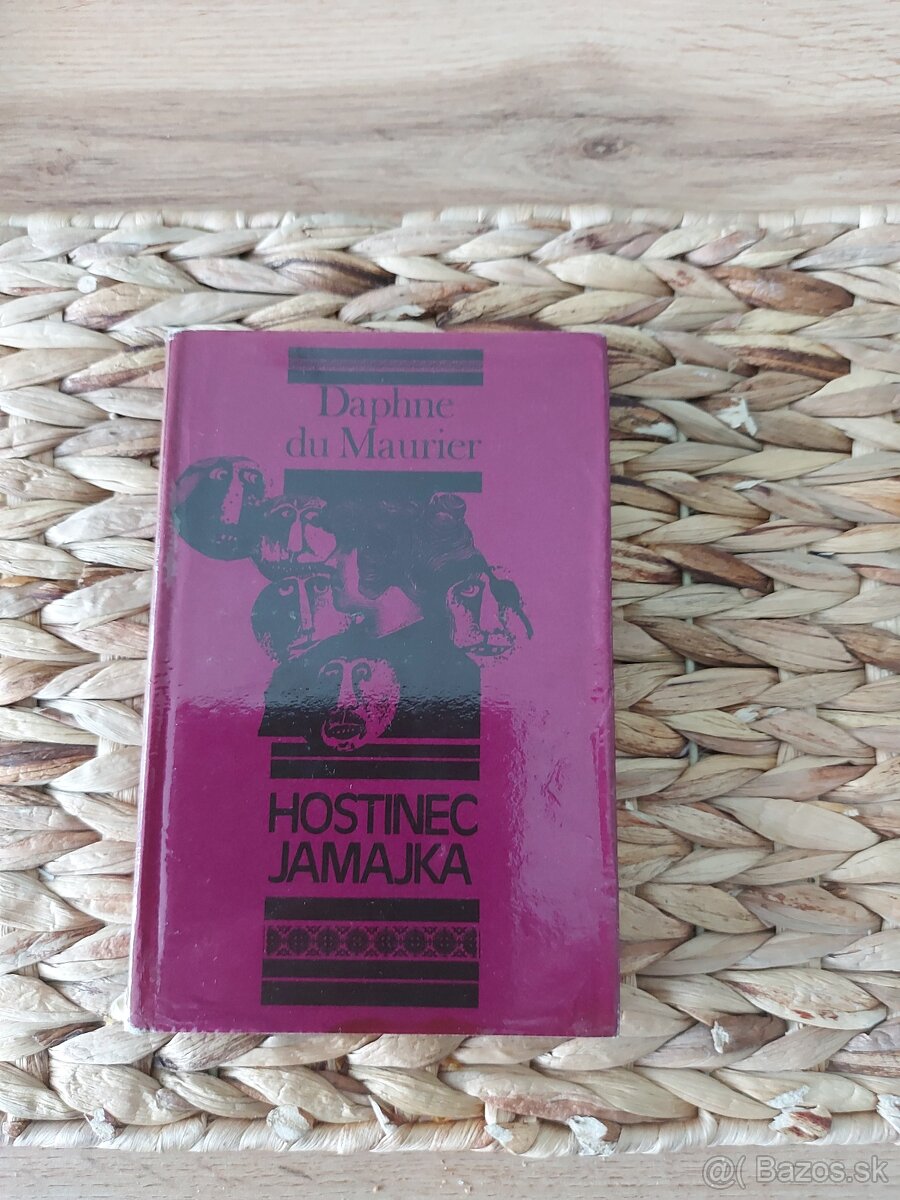 Daphne
du Maurier
HOSTINEC
JAMAJKA
@( Bazos.sk